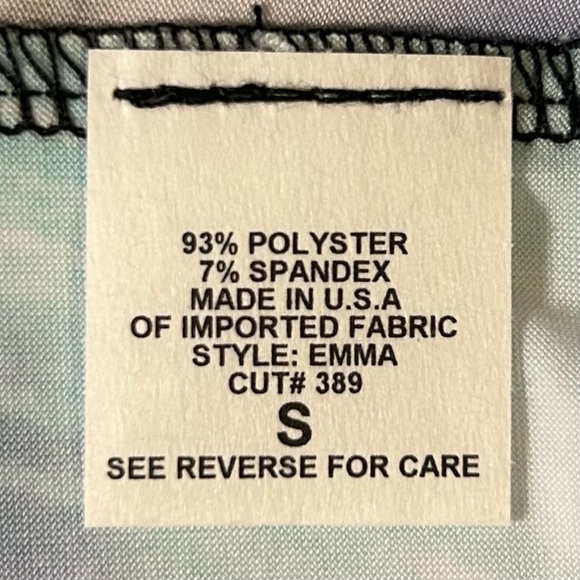 93% POLYSTER
7% SPANDEX
MADE IN U.S.A
OF IMPORTED FABRIC
STYLE: EMMA
CUT# 389
S
SEE REVERSE FOR CARE